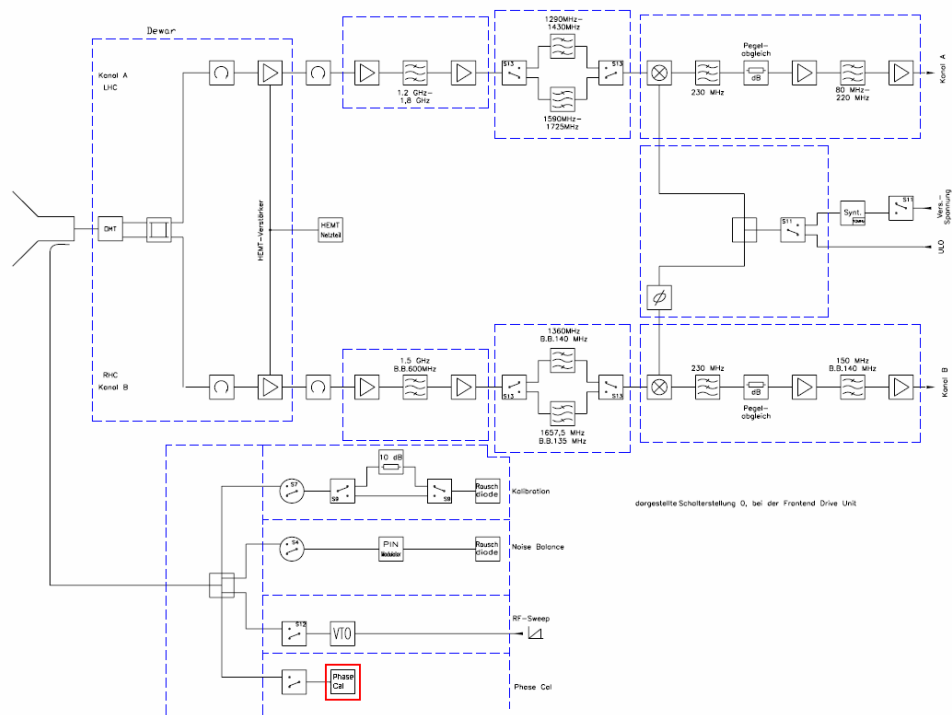 Dewar
Kanal A
LHC
OMT
HEMT-Verstärker
HEMT
Netzteil
RHC
Kanal B
1.2 GHz-
1,8 GHz
1290MHz-
1430MHz
S13
S13
1590MHz-
1725MHz
230 MHz
Pegel-
abgleich
dB
80 MHz-
220 MHz
Kanal A
S11
Synt.
S11
Vers.-
Spannung
ULO
ϕ
1.5 GHz
B.B.600MHz
1360MHz
B.B.140 MHz
S13
S13
1657,5 MHz
B.B.135 MHz
230 MHz
dB
Pegel-
abgleich
150 MHz
B.B.140 MHz
Kanal B
S7
S9
10 dB
S9
Rausch
diode
Kalibration
dargestellte Schalterstellung 0, bei der Frontend Drive Unit
S4
PIN
Modulator
Rausch
diode
Noise Balance
S12
VTO
RF-Sweep
Phase
Cal
Phase Cal